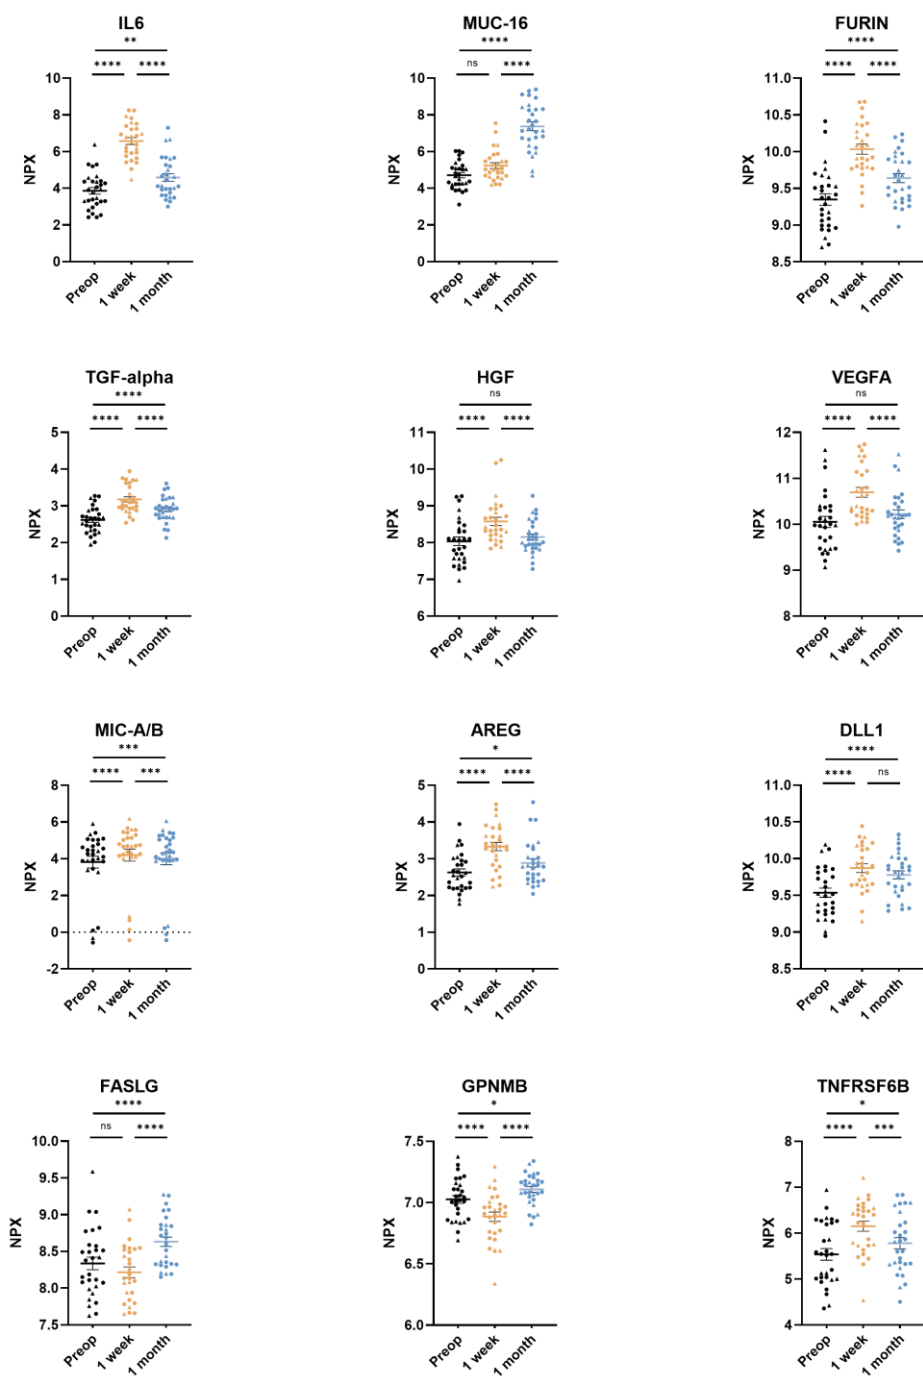 IL6
**
**** ****
NPX
10
8
6
4
2
0
Preop 1 week 1 month
MUC-16
****
ns ****
NPX
10
8
6
4
2
0
Preop 1 week 1 month
FURIN
****
**** ****
NPX
11.0
10.5
10.0
9.5
9.0
8.5
Preop 1 week 1 month
TGF-alpha
****
**** ****
NPX
5
4
3
2
1
0
Preop 1 week 1 month
HGF
ns
**** ****
NPX
11
10
9
8
7
6
Preop 1 week 1 month
VEGFA
ns
**** ****
NPX
12
11
10
9
8
Preop 1 week 1 month
MIC-A/B
***
**** ***
NPX
8
6
4
2
0
-2
Preop 1 week 1 month
AREG
*
**** ****
NPX
5
4
3
2
1
0
Preop 1 week 1 month
DLL1
****
**** ns
NPX
11.0
10.5
10.0
9.5
9.0
8.5
Preop 1 week 1 month
FASLG
****
ns ****
NPX
10.0
9.5
9.0
8.5
8.0
7.5
Preop 1 week 1 month
GPNMB
*
**** ****
NPX
7.5
7.0
6.5
6.0
Preop 1 week 1 month
TNFRSF6B
*
**** ***
NPX
8
7
6
5
4
Preop 1 week 1 month